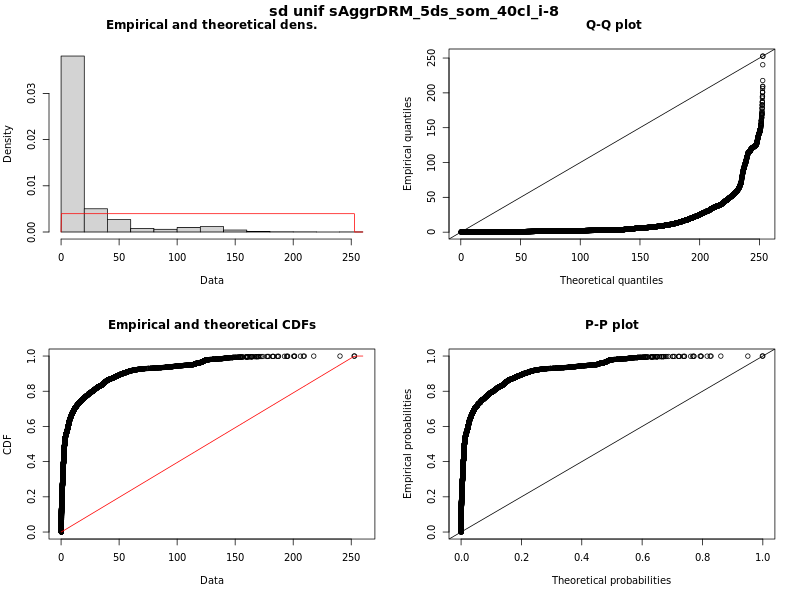 sd unif sAggrDRM_5ds_som_40cl_i-8
Empirical and theoretical dens.
Density
0.00 0.01 0.02 0.03
0 50 100 150 200 250
Data
Q-Q plot
Empirical quantiles
0 50 100 150 200 250
0 50 100 150 200 250
Theoretical quantiles
Empirical and theoretical CDFs
CDF
0.0 0.2 0.4 0.6 0.8 1.0
0 50 100 150 200 250
Data
P-P plot
Empirical probabilities
0.0 0.2 0.4 0.6 0.8 1.0
0.0 0.2 0.4 0.6 0.8 1.0
Theoretical probabilities